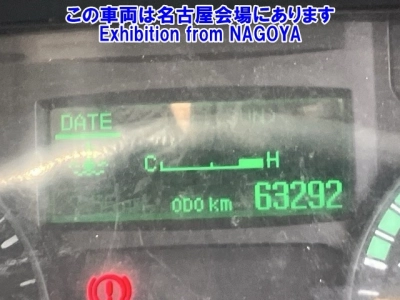 この車両は名古屋会場にあります
Exhibition from NAGOYA
DATE
C H
ODO km 63292